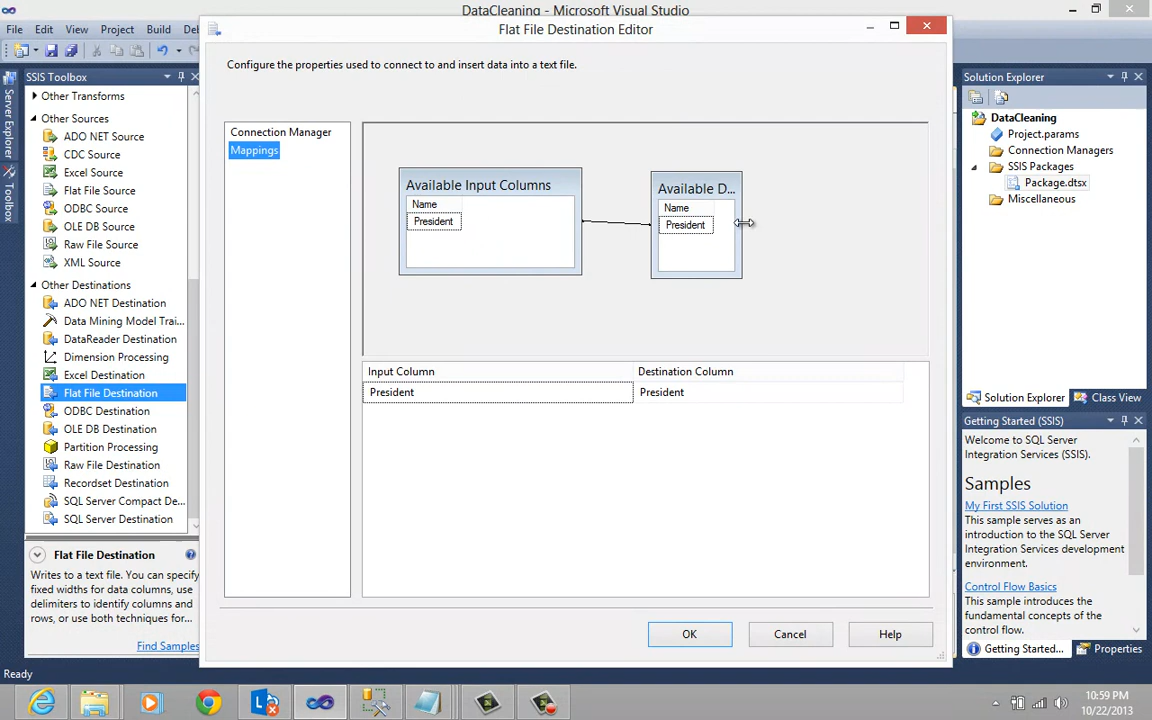 DataCleaning - Microsoft Visual Studio
File Edit View Project Build Deb
Flat File Destination Editor
Configure the properties used to connect to and insert data into a text file.
SSIS Toolbox
Other Transforms
Other Sources
ADO NET Source
CDC Source
Excel Source
Flat File Source
ODBC Source
OLE DB Source
Raw File Source
XML Source
Other Destinations
ADO NET Destination
Data Mining Model Trai...
DataReader Destination
Dimension Processing
Excel Destination
Flat File Destination
ODBC Destination
OLE DB Destination
Partition Processing
Raw File Destination
Recordset Destination
SQL Server Compact De...
SQL Server Destination
Flat File Destination
Writes to a text file. You can specify
fixed widths for data columns, use
delimiters to identify columns and
rows, or use both techniques for...
Find Samples
Server Explorer
Toolbox
Connection Manager
Mappings
Available Input Columns
Name
President
Available D...
Name
President
Input Column Destination Column
President President
OK Cancel Help
Solution Explorer
DataCleaning
Project.params
Connection Managers
SSIS Packages
Package.dtsx
Miscellaneous
Solution Explorer Class View
Getting Started (SSIS)
Welcome to SQL Server
Integration Services (SSIS).
Samples
My First SSIS Solution
This sample serves as an
introduction to the SQL Server
Integration Services development
environment.
Control Flow Basics
This sample introduces the
fundamental concepts of the
control flow.
Getting Started... Properties
Ready
10:59 PM
10/22/2013